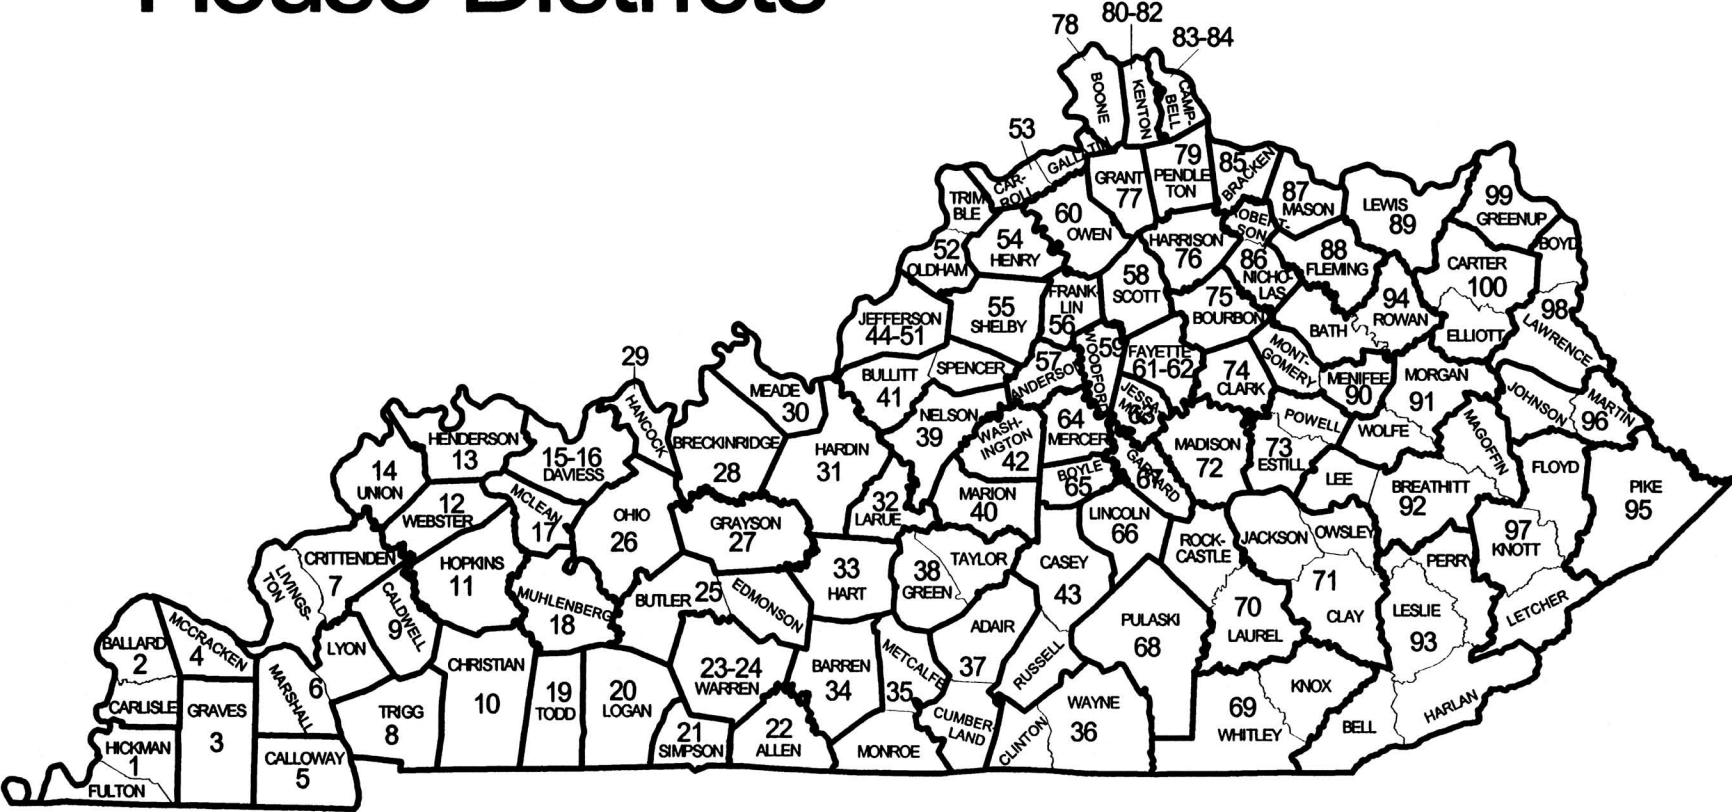 House Districts
78
80-82
83-84
BOONE
KENTON
CAMP-
BELL
53
CAR-
ROLL
GALLATIN
GRANT
77
79
PENDLE
TON
85
BRACKEN
87
MASON
LEWIS
89
99
GREENUP
TRIM
BLE
60
OWEN
ROBERT-
SON
BOYD
52
OLDHAM
54
HENRY
HARRISON
76
86
NICHO-
LAS
88
FLEMING
CARTER
100
58
SCOTT
75
BOURBON
94
ROWAN
BATH
ELLIOTT
98
LAWRENCE
JEFFERSON
44-51
55
SHELBY
FRANK-
LIN
56
59
WOODFORD
FAYETTE
61-62
MONT-
GOMERY
29
HANCOCK
MEADE
30
BULLITT
41
SPENCER
57
ANDERSON
74
CLARK
MENIFEE
90
MORGAN
91
JOHNSON
MARTIN
96
NELSON
39
WASH-
INGTON
42
64
MERCER
JESSA
MADISON
72
73
ESTILL
POWELL
WOLFE
MAGOFFIN
FLOYD
PIKE
95
HENDERSON
13
14
UNION
15-16
DAVIESS
BRECKINRIDGE
28
HARDIN
31
BOYLE
65
GARRARD
67
LEE
BREATHITT
92
12
WEBSTER
MCLEAN
17
OHIO
26
GRAYSON
27
32
LARUE
MARION
40
LINCOLN
66
ROCK-
CASTLE
JACKSON
OWSLEY
PERRY
97
KNOTT
CRITTENDEN
7
LIVINGS-
TON
HOPKINS
11
CALDWELL
9
MUHLENBERG
18
BUTLER
25
EDMONSON
33
HART
38
GREEN
TAYLOR
CASEY
43
PULASKI
68
70
LAUREL
71
CLAY
LESLIE
93
LETCHER
BALLARD
2
MCCRACKEN
4
LYON
CHRISTIAN
10
23-24
WARREN
BARREN
34
METCALFE
35
ADAIR
37
RUSSELL
CARLISLE
GRAVES
3
MARSHALL
6
TRIGG
8
19
TODD
20
LOGAN
WAYNE
36
69
WHITLEY
KNOX
BELL
HARLAN
HICKMAN
1
FULTON
CALLOWAY
5
21
SIMPSON
22
ALLEN
MONROE
CUMBER-
LAND
CLINTON